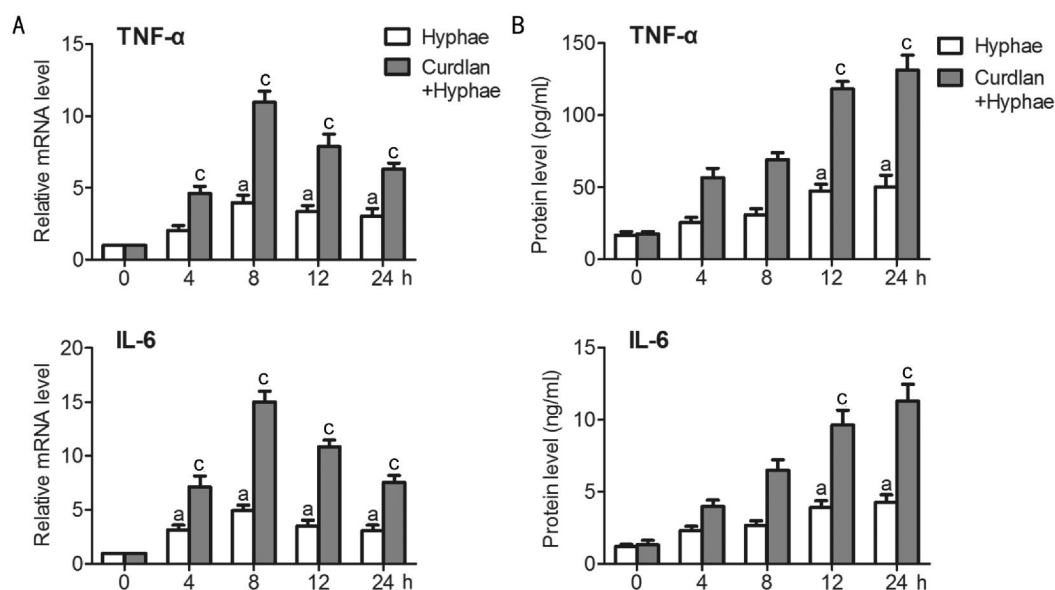 A
TNF-α
Relative mRNA level
15
10
5
0
c
c
a
c
a
c
a
0 4 8 12 24 h
Hyphae
Curdlan
+Hyphae
B
TNF-α
Protein level (pg/ml)
150
100
50
0
c
a
c
a
0 4 8 12 24 h
Hyphae
Curdlan
+Hyphae
IL-6
Relative mRNA level
20
15
10
5
0
a
c
a
c
a
c
a
c
0 4 8 12 24 h
IL-6
Protein level (ng/ml)
15
10
5
0
a
c
a
c
0 4 8 12 24 h